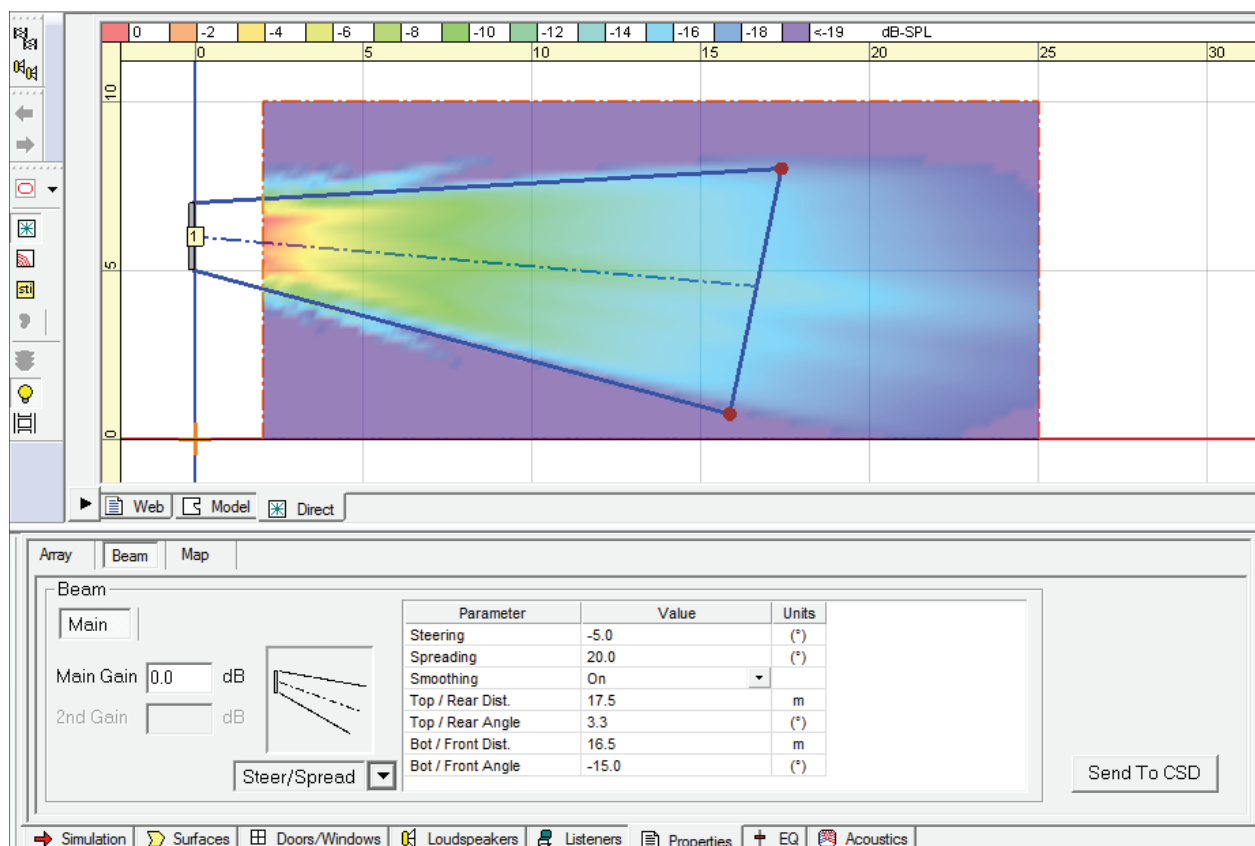 0 -2 -4 -6 -8 -10 -12 -14 -16 -18 <-19 dB-SPL
0 5 10 15 20 25 30
10
1
5
sti
0
Web Model Direct
Array Beam Map
Beam
Main
Parameter Value Units
Steering -5.0 (°)
Spreading 20.0 (°)
Main Gain 0.0 dB
Smoothing On
Top / Rear Dist. 17.5 m
2nd Gain dB
Top / Rear Angle 3.3 (°)
Bot / Front Dist. 16.5 m
Bot / Front Angle -15.0 (°)
Steer/Spread
Send To CSD
Simulation Surfaces Doors/Windows Loudspeakers Listeners Properties EQ Acoustics